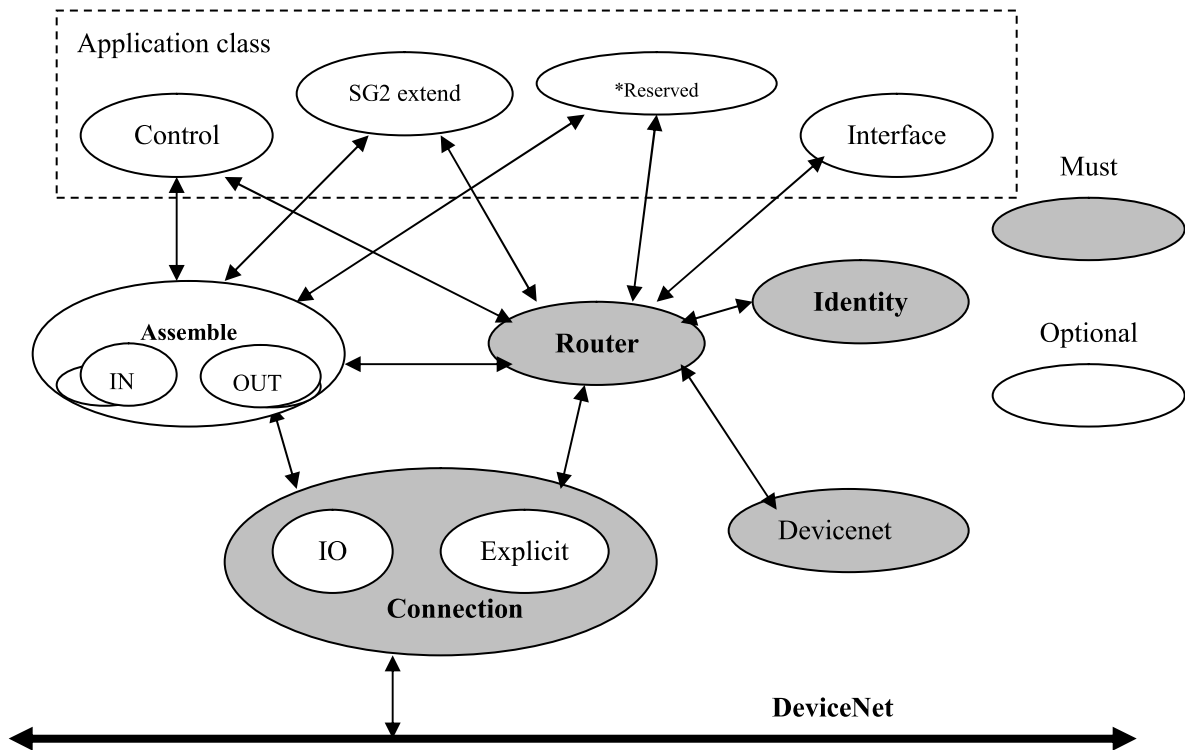 Application class
SG2 extend
*Reserved
Control
Interface
Must
Identity
Assemble
Router
Optional
IN
OUT
Devicenet
IO
Explicit
Connection
DeviceNet